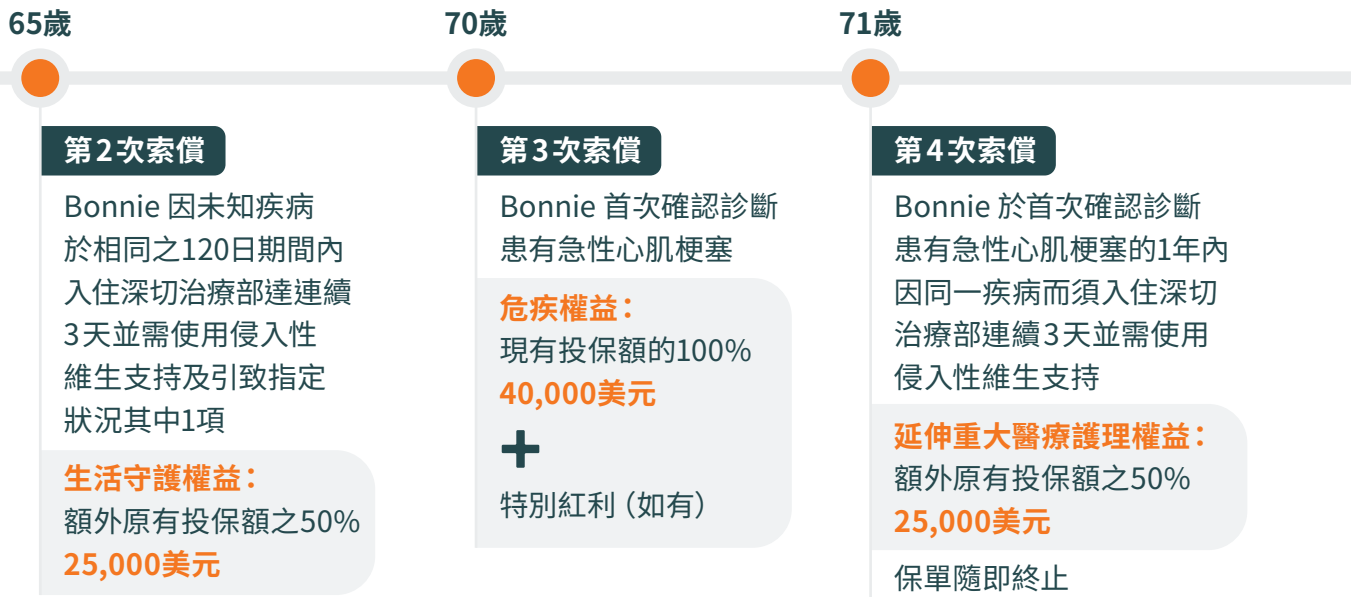 65歲
第2次索償
Bonnie 因未知疾病
於相同之120日期間內
入住深切治療部達連續
3天並需使用侵入性
維生支持及引致指定
狀況其中1項
生活守護權益：
額外原有投保額之50%
25,000美元
70歲
第3次索償
Bonnie 首次確認診斷
患有急性心肌梗塞
危疾權益：
現有投保額的100%
40,000美元
+
特別紅利（如有）
71歲
第4次索償
Bonnie 於首次確認診斷
患有急性心肌梗塞的1年內
因同一疾病而須入住深切
治療部連續3天並需使用
侵入性維生支持
延伸重大醫療護理權益：
額外原有投保額之50%
25,000美元
保單隨即終止